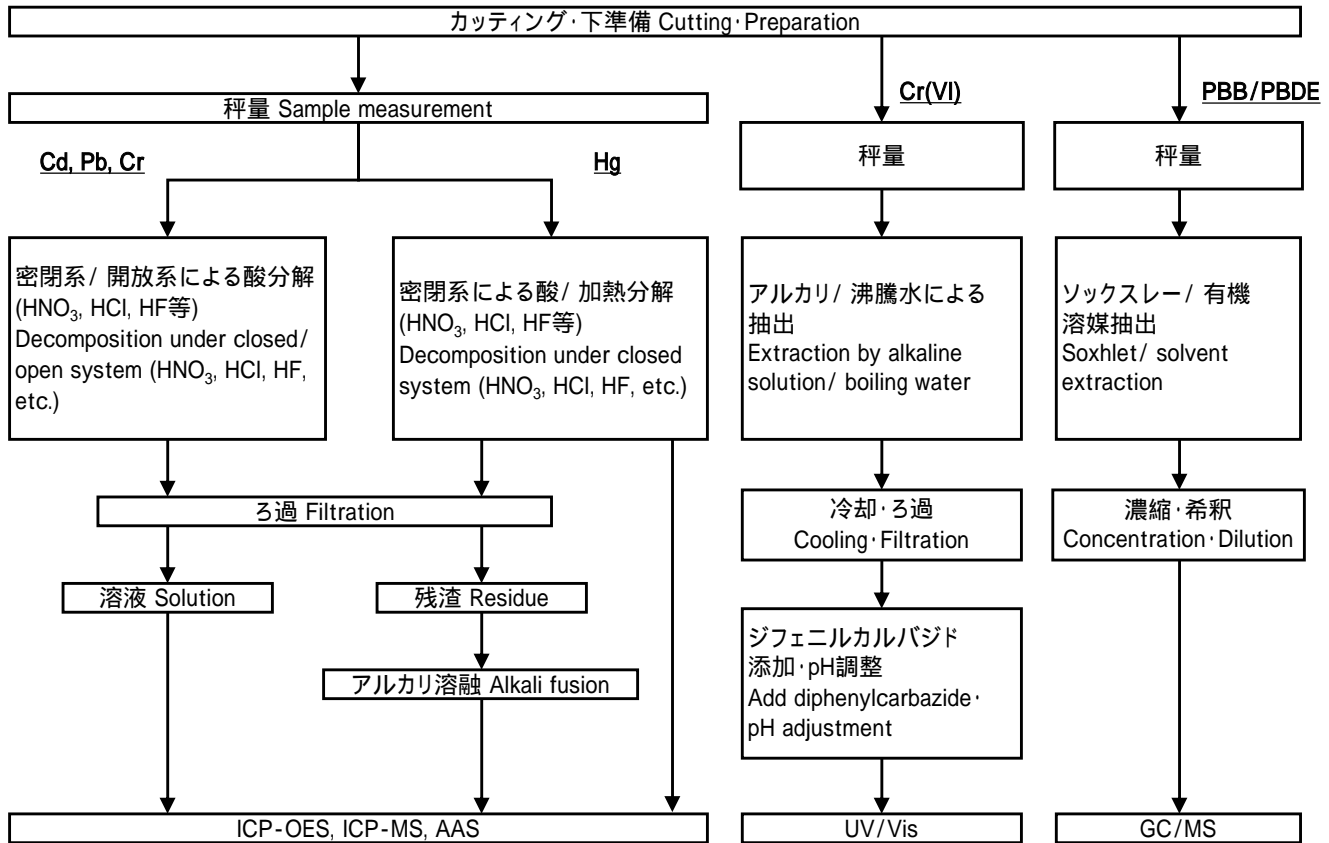 カッティング・下準備 Cutting・Preparation
秤量 Sample measurement
Cr(VI)
PBB/PBDE
Cd, Pb, Cr
Hg
秤量
秤量
密閉系/ 開放系による酸分解
(HNO₃, HCl, HF等)
Decomposition under closed/
open system (HNO₃, HCl, HF,
etc.)
密閉系による酸/ 加熱分解
(HNO₃, HCl, HF等)
Decomposition under closed
system (HNO₃, HCl, HF, etc.)
アルカリ/ 沸騰水による
抽出
Extraction by alkaline
solution/ boiling water
ソックスレー/ 有機
溶媒抽出
Soxhlet/ solvent
extraction
ろ過 Filtration
冷却・ろ過
Cooling・Filtration
濃縮・希釈
Concentration・Dilution
溶液 Solution
残渣 Residue
アルカリ溶融 Alkali fusion
ジフェニルカルバジド
添加・pH調整
Add diphenylcarbazide・
pH adjustment
ICP-OES, ICP-MS, AAS
UV/Vis
GC/MS